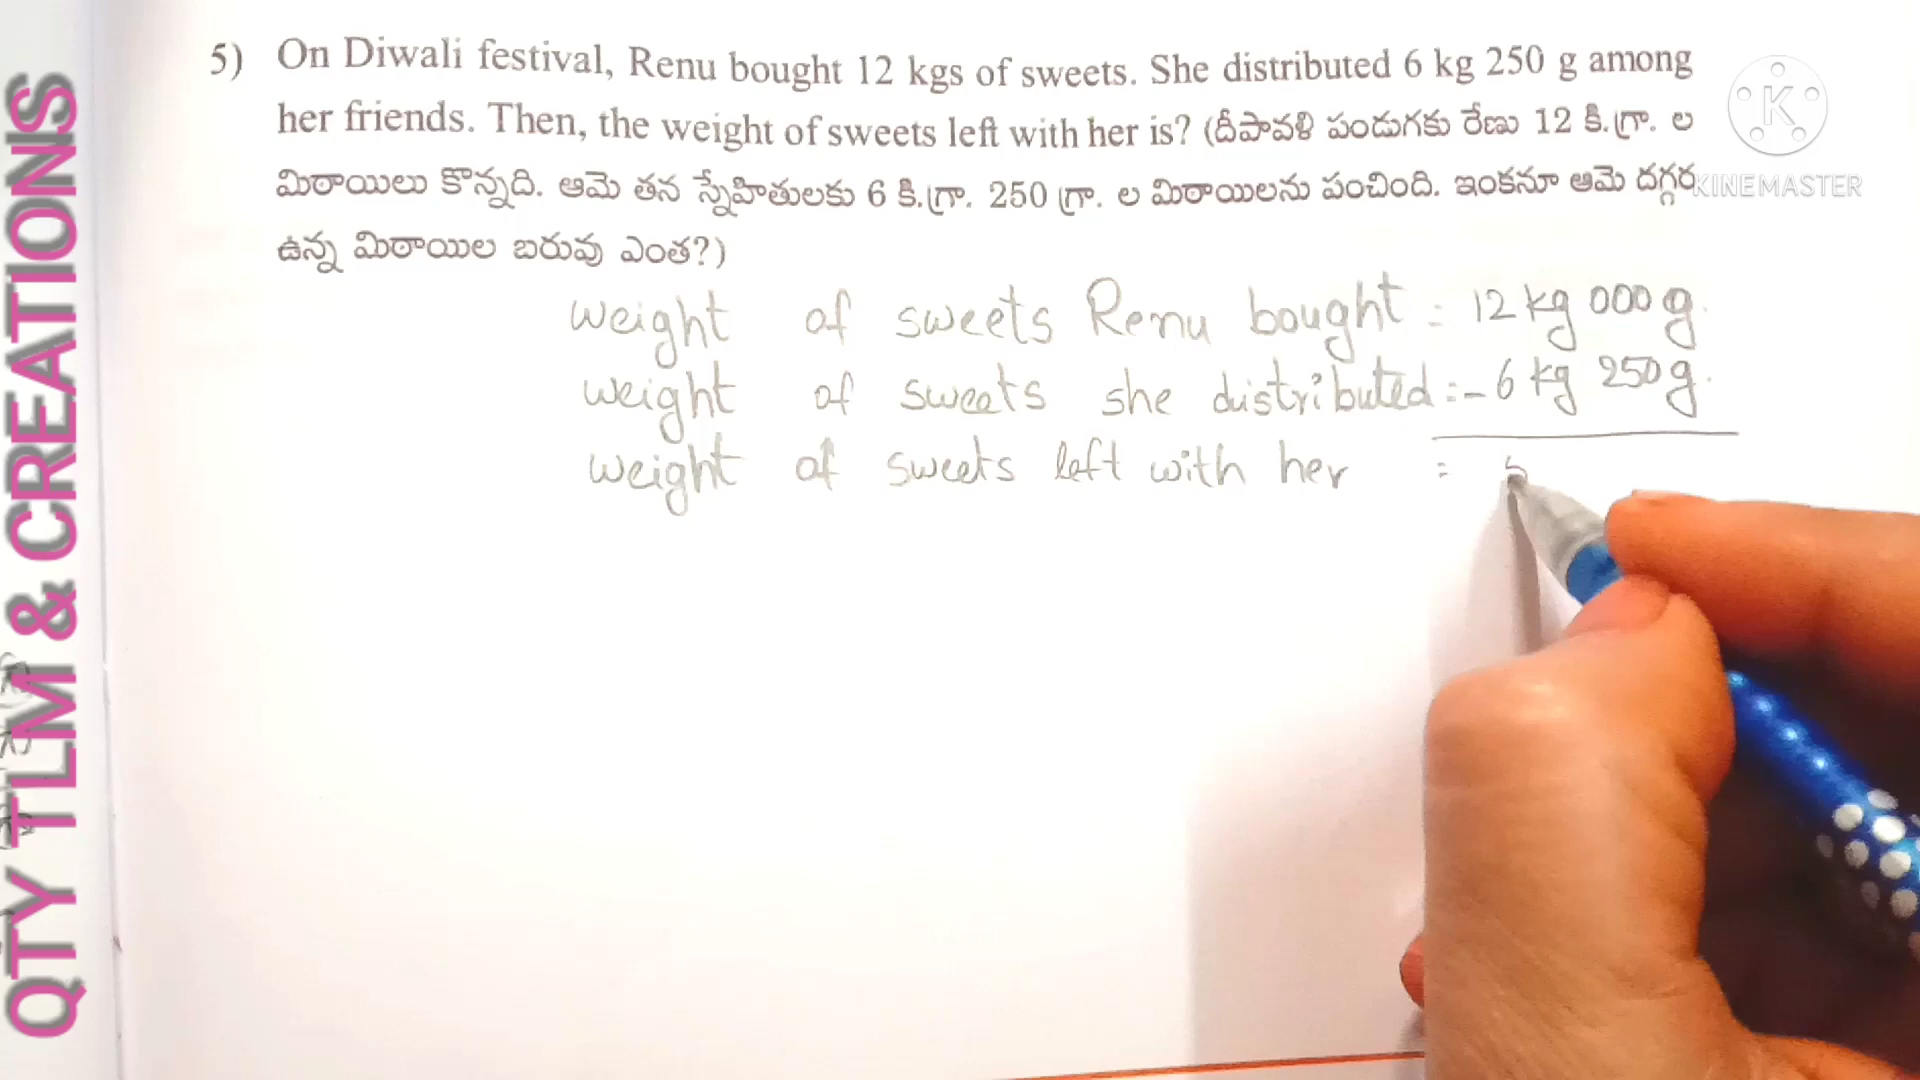 5) On Diwali festival, Renu bought 12 kgs of sweets. She distributed 6 kg 250 g among
her friends. Then, the weight of sweets left with her is? (దీపావళి పండుగకు రేణు 12 కి.గ్రా. ల
మిఠాయిలు కొన్నది. ఆమె తన స్నేహితులకు 6 కి.గ్రా. 250 గ్రా. ల మిఠాయిలను పంచింది. ఇంకనూ ఆమె దగ్గర
ఉన్న మిఠాయిల బరువు ఎంత?)
weight of sweets Renu bought = 12 kg 000 g.
weight of sweets she distributed = - 6 kg 250 g.
weight of sweets left with her = 5
KINEMASTER
QTY TLM & CREATIONS